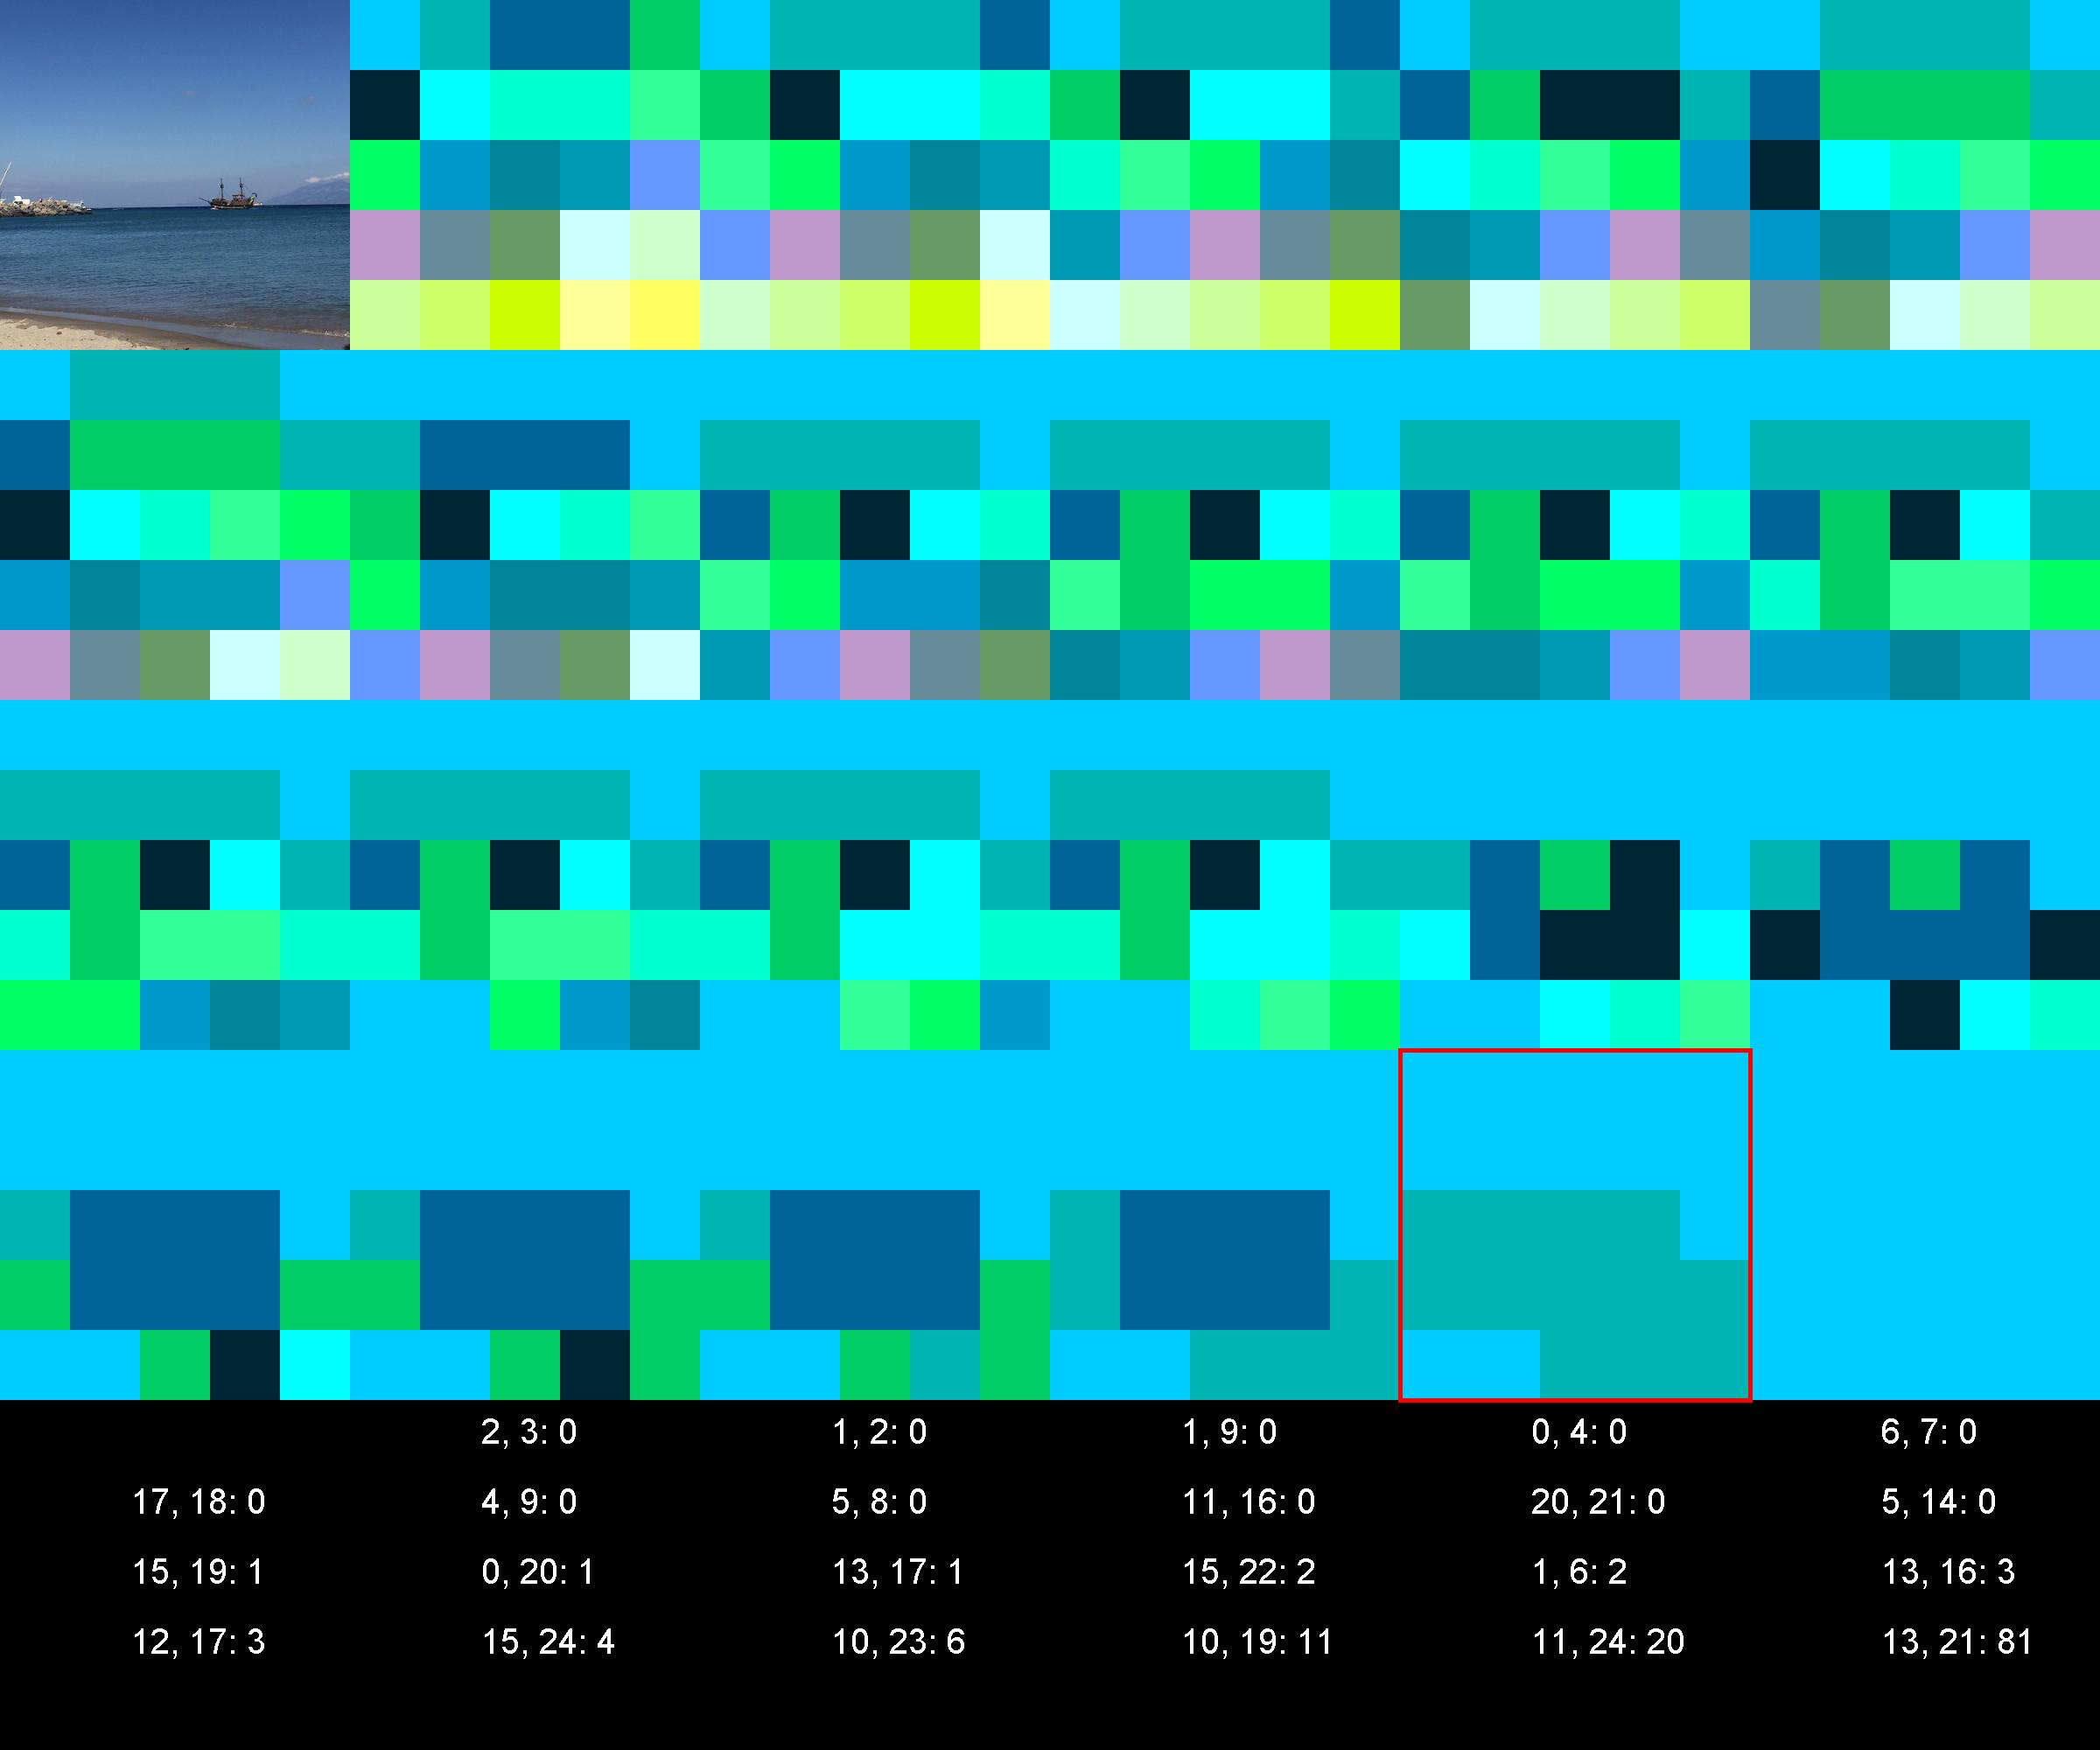 2, 3: 0 1, 2: 0 1, 9: 0 0, 4: 0 6, 7: 0
17, 18: 0 4, 9: 0 5, 8: 0 11, 16: 0 20, 21: 0 5, 14: 0
15, 19: 1 0, 20: 1 13, 17: 1 15, 22: 2 1, 6: 2 13, 16: 3
12, 17: 3 15, 24: 4 10, 23: 6 10, 19: 11 11, 24: 20 13, 21: 81